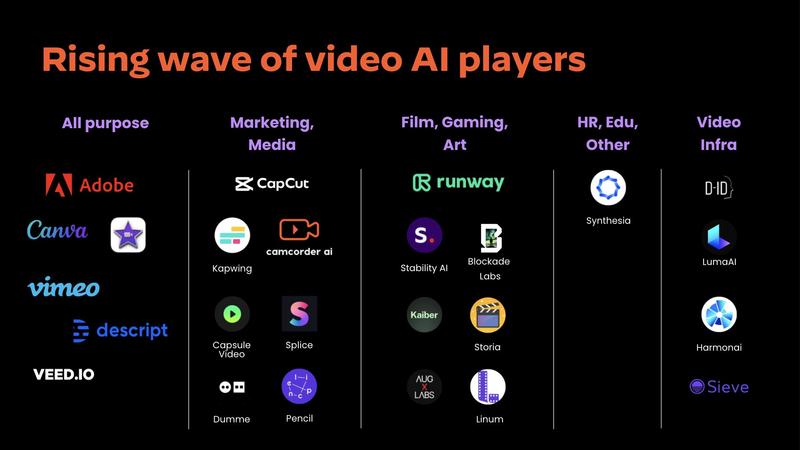 Rising wave of video AI players
All purpose
Adobe
Canva
vimeo
descript
VEED.IO
Marketing,
Media
CapCut
Kapwing
camcorder ai
Capsule
Video
Splice
Dumme
encpil
Pencil
Film, Gaming,
Art
runway
S.
Stability AI
B
Blockade
Labs
Kaiber
Storia
AUG
X
LABS
Linum
HR, Edu,
Other
Synthesia
Video
Infra
D-ID
LumaAI
Harmonai
Sieve